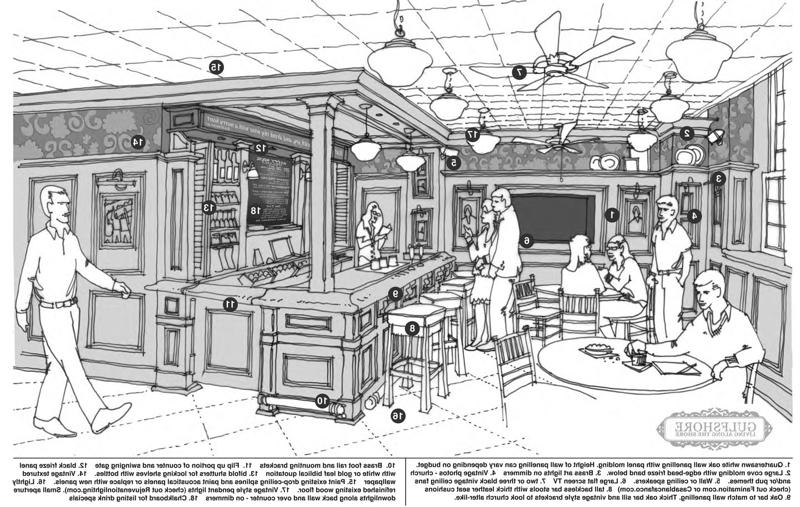 15
7
17
2
14
12
5
3
13
18
1
4
6
9
11
8
10
16
GULFSHORE
LIVING ALONG THE SHORE
1. Quartersawn white oak wall panelling with panel molding. Height of wall panelling can vary depending on budget.
2. Large cove molding with egg-bead frieze band below. 3. Brass art lights on dimmers 4. Vintage photos - church
and/or pub themes. 5. Wall or ceiling speakers. 6. Large flat screen TV 7. two or three black vintage ceiling fans
(check out Fanimation.com or Casablancafanco.com) 8. tall backless bar stools with thick leather seat cushions
9. Oak bar to match wall panelling. Thick oak bar sill and vintage style brackets to look church alter-like.
10. Brass foot rail and mounting brackets 11. Flip up portion on counter and swinging gate 12. black frieze panel
with white or gold leaf biblical quotation 13. bifold shutters for locking shelves with bottles. 14. Vintage textured
wallpaper 15. Paint existing drop-ceiling splines and paint acousticals panels or replace with new panels. 16. Lightly
refinished existing wood floor. 17. Vintage style pendant lights (check out Rejuvenationlighting.com). Small aperture
downlights along back wall and over counter - on dimmers 18. Chalkboard for listing drink specials